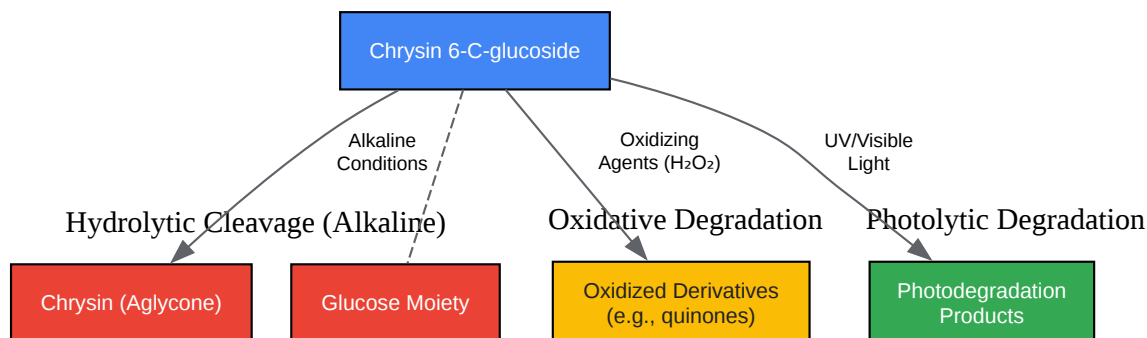 Chrysin 6-C-glucoside
Alkaline
Conditions
Oxidizing
Agents (H₂O₂)
UV/Visible
Light
Hydrolytic Cleavage (Alkaline)
Oxidative Degradation
Photolytic Degradation
Chrysin (Aglycone)
Glucose Moiety
Oxidized Derivatives
(e.g., quinones)
Photodegradation
Products